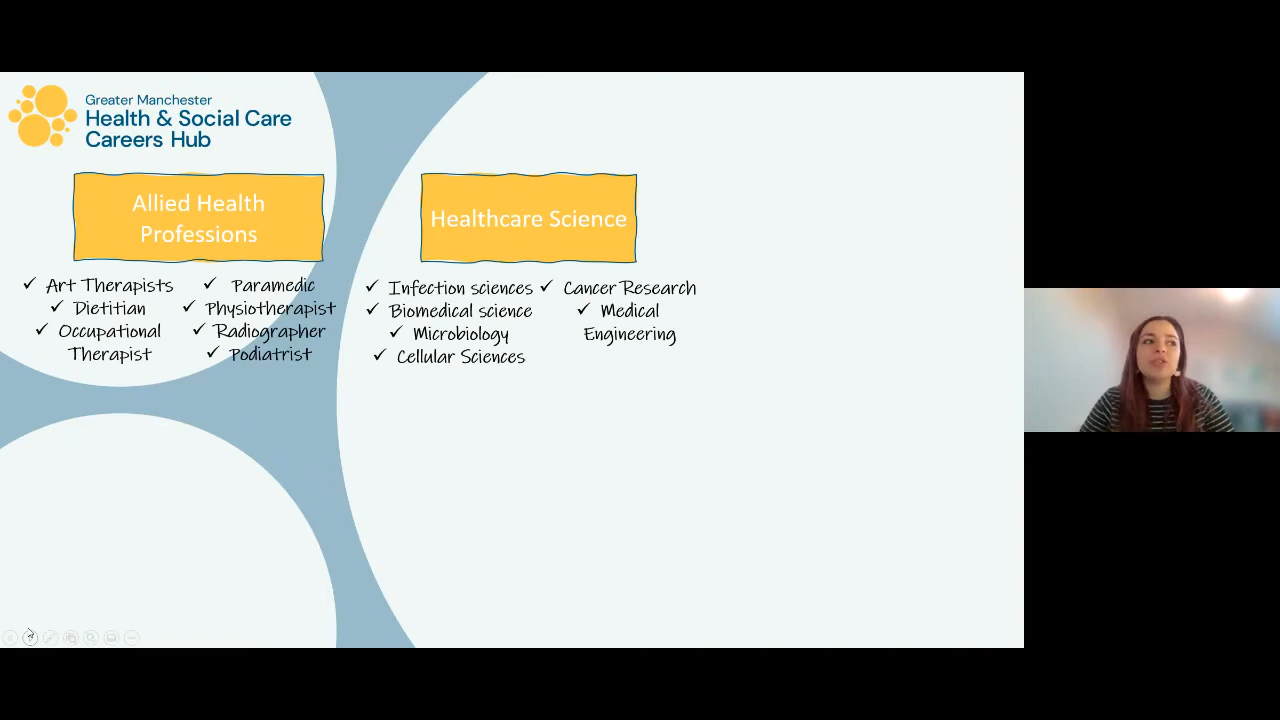 Greater Manchester
Health & Social Care
Careers Hub
Allied Health
Professions
Art Therapists
Dietitian
Occupational
Therapist
Paramedic
Physiotherapist
Radiographer
Podiatrist
Healthcare Science
Infection sciences
Biomedical science
Microbiology
Cellular Sciences
Cancer Research
Medical
Engineering